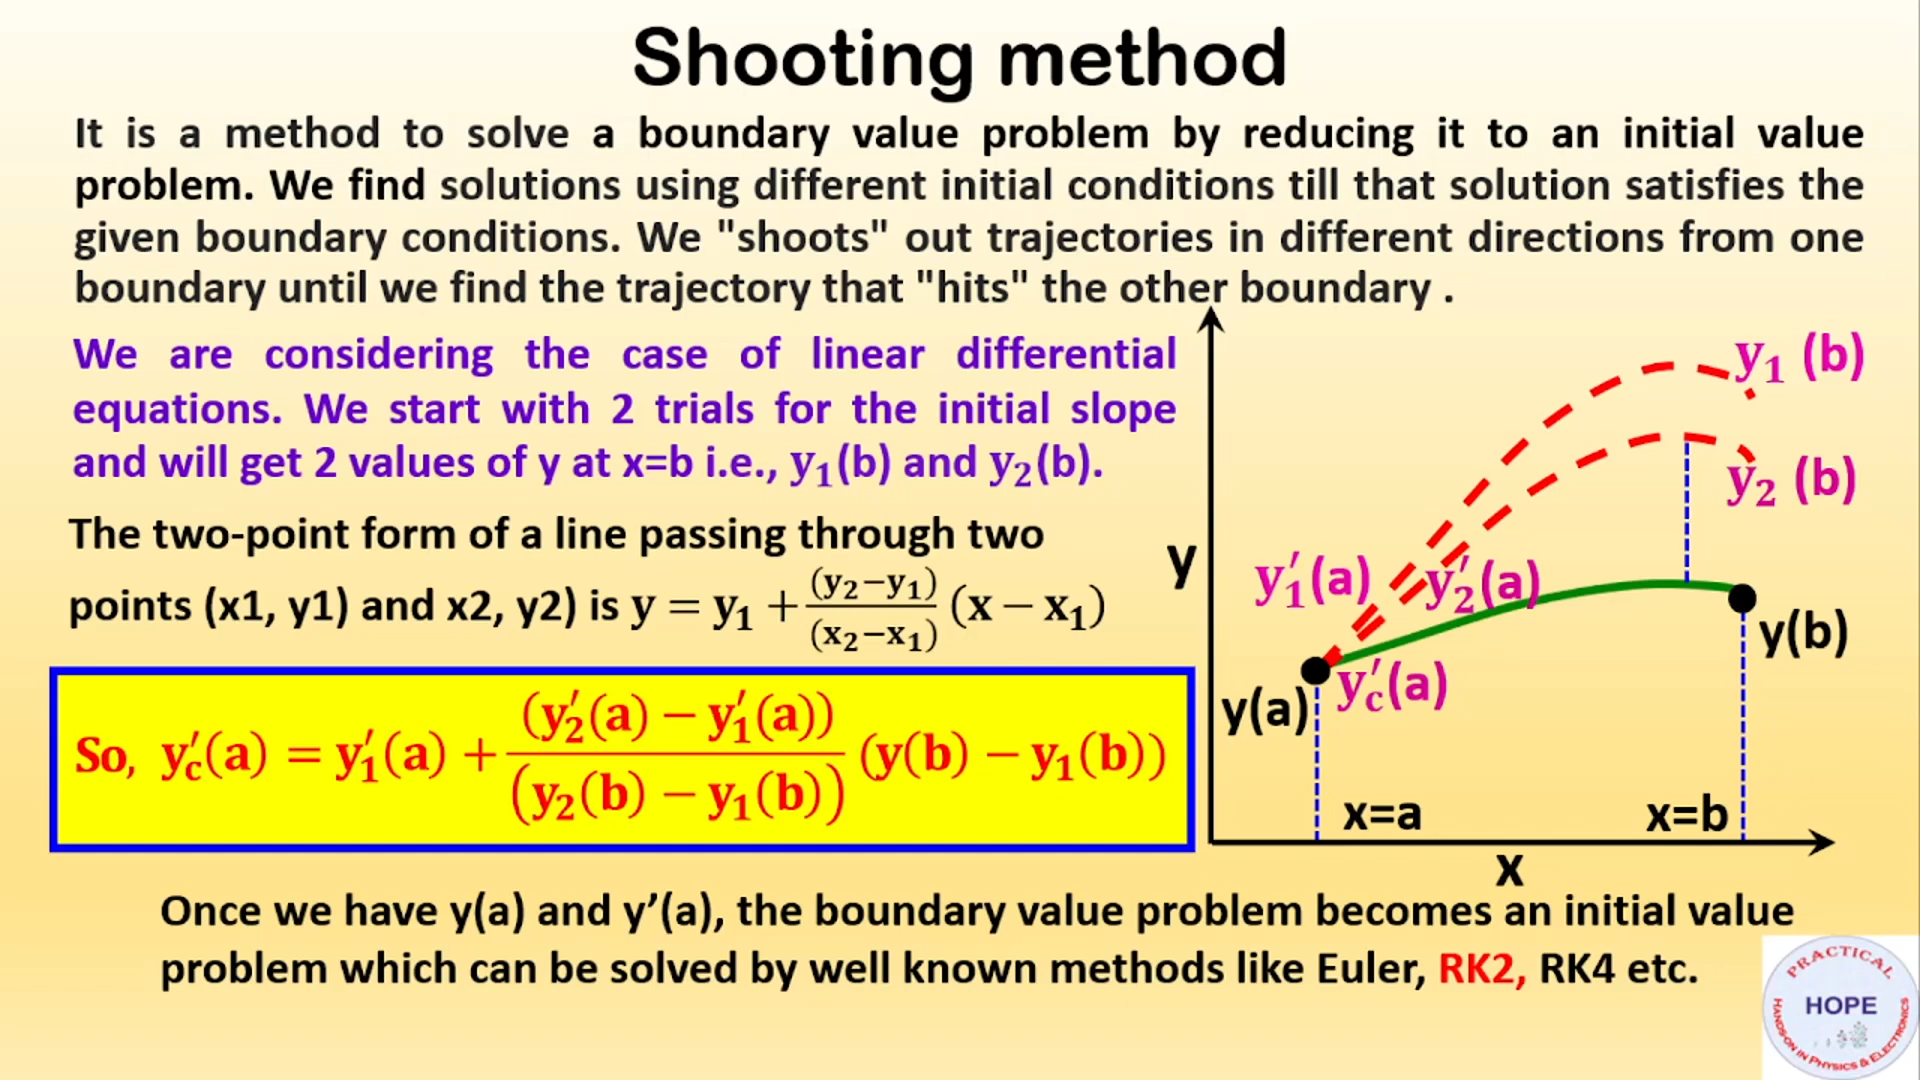 Shooting method
It is a method to solve a boundary value problem by reducing it to an initial value
problem. We find solutions using different initial conditions till that solution satisfies the
given boundary conditions. We "shoots" out trajectories in different directions from one
boundary until we find the trajectory that "hits" the other boundary .
We are considering the case of linear differential
equations. We start with 2 trials for the initial slope
and will get 2 values of y at x=b i.e., y₁(b) and y₂(b).
The two-point form of a line passing through two
points (x1, y1) and x2, y2) is y = y₁ + (y₂−y₁)/(x₂−x₁) (x − x₁)
So, y′c(a) = y′₁(a) + (y′₂(a) − y′₁(a))/(y₂(b) − y₁(b)) (y(b) − y₁(b))
y₁ (b)
y₂ (b)
y
y′₁(a)
y′₂(a)
y(b)
y′c(a)
y(a)
x=a
x=b
x
Once we have y(a) and y’(a), the boundary value problem becomes an initial value
problem which can be solved by well known methods like Euler, RK2, RK4 etc.
PRACTICAL
HOPE
HANDS-ON IN PHYSICS & ELECTRONICS